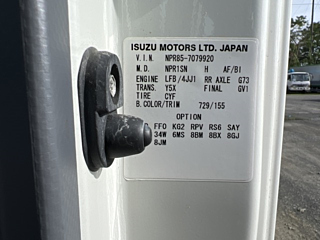 ISUZU MOTORS LTD. JAPAN
V.I.N. NPR85-7079920
M.D. NPR1SN H AF/BI
ENGINE LFB/4JJ1 RR AXLE G73
TRANS. Y5X FINAL GV1
TIRE CYF
B.COLOR/TRIM 729/155
OPTION
FFO KG2 RPV RS6 SAY
34W 6MS 8BM 8BX 8GJ
8JM